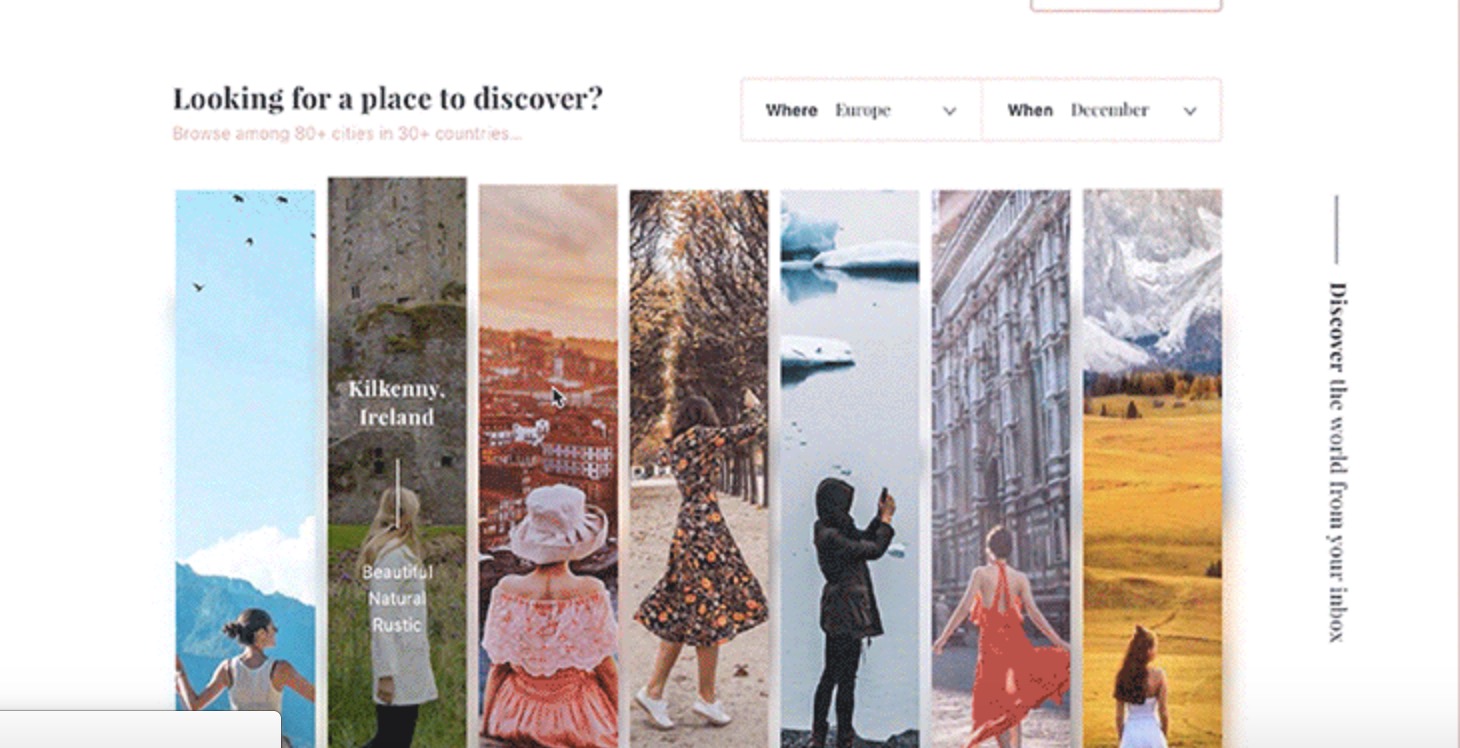 Looking for a place to discover?
Browse among 80+ cities in 30+ countries...
Where Europe
When December
Kilkenny,
Ireland
Beautiful
Natural
Rustic
Discover the world from your inbox